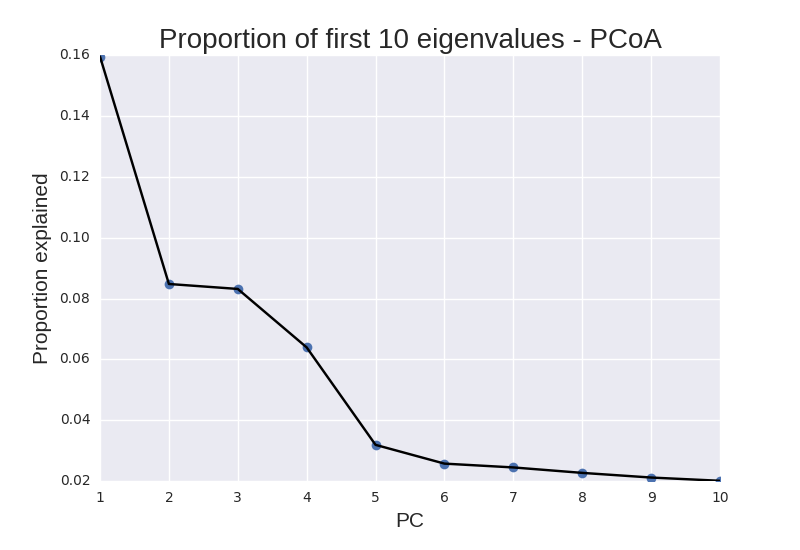 Proportion of first 10 eigenvalues - PCoA
0.16
0.14
0.12
0.10
0.08
0.06
0.04
0.02
Proportion explained
1 2 3 4 5 6 7 8 9 10
PC